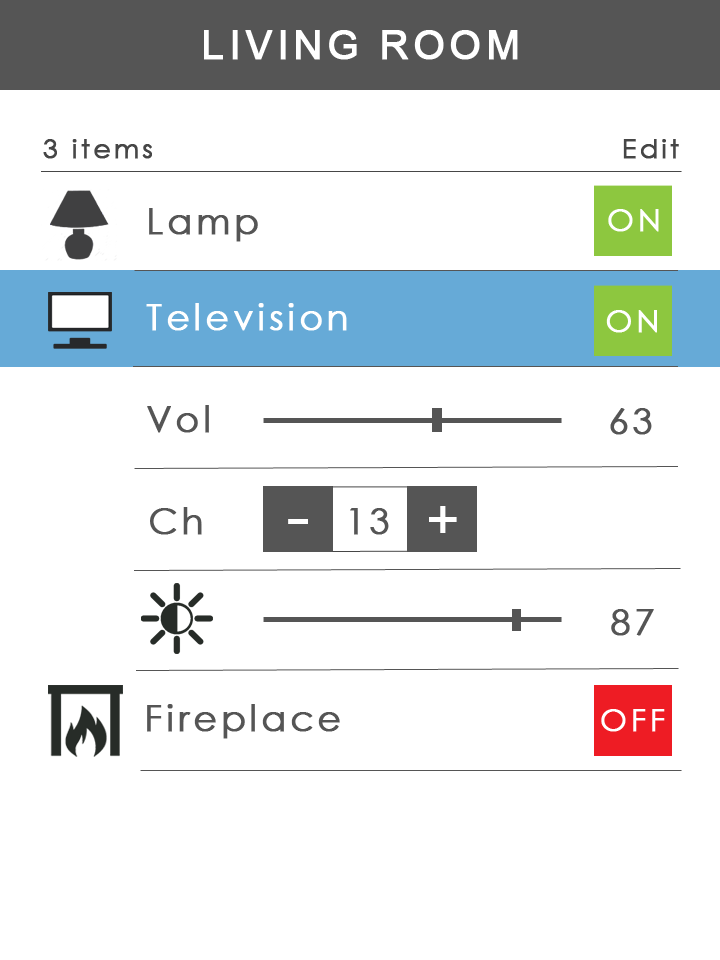 LIVING ROOM
3 items Edit
Lamp ON
Television ON
Vol 63
Ch - 13 +
87
Fireplace OFF